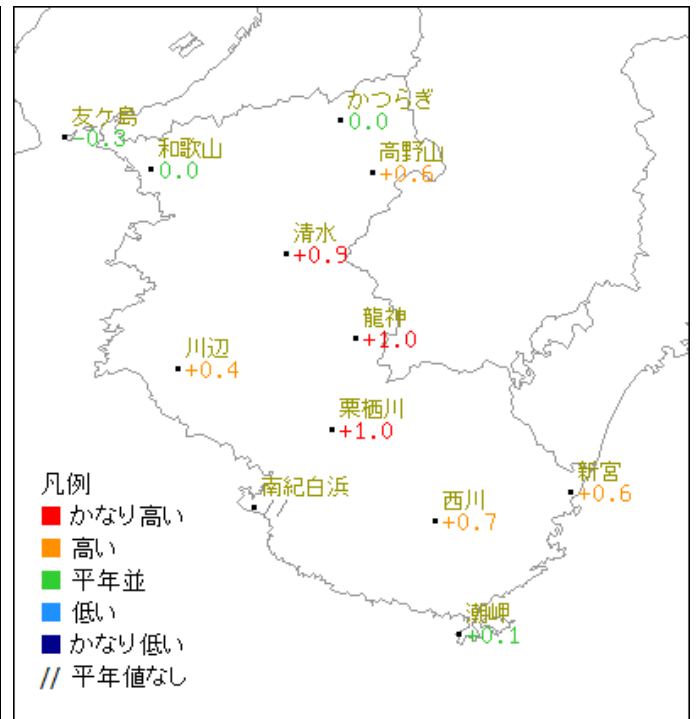 かつらぎ
0.0
友ケ島
-0.3
和歌山
0.0
高野山
+0.6
清水
+0.9
龍神
+1.0
川辺
+0.4
栗栖川
+1.0
新宮
+0.6
南紀白浜
//
西川
+0.7
潮岬
+0.1
凡例
かなり高い
高い
平年並
低い
かなり低い
// 平年値なし